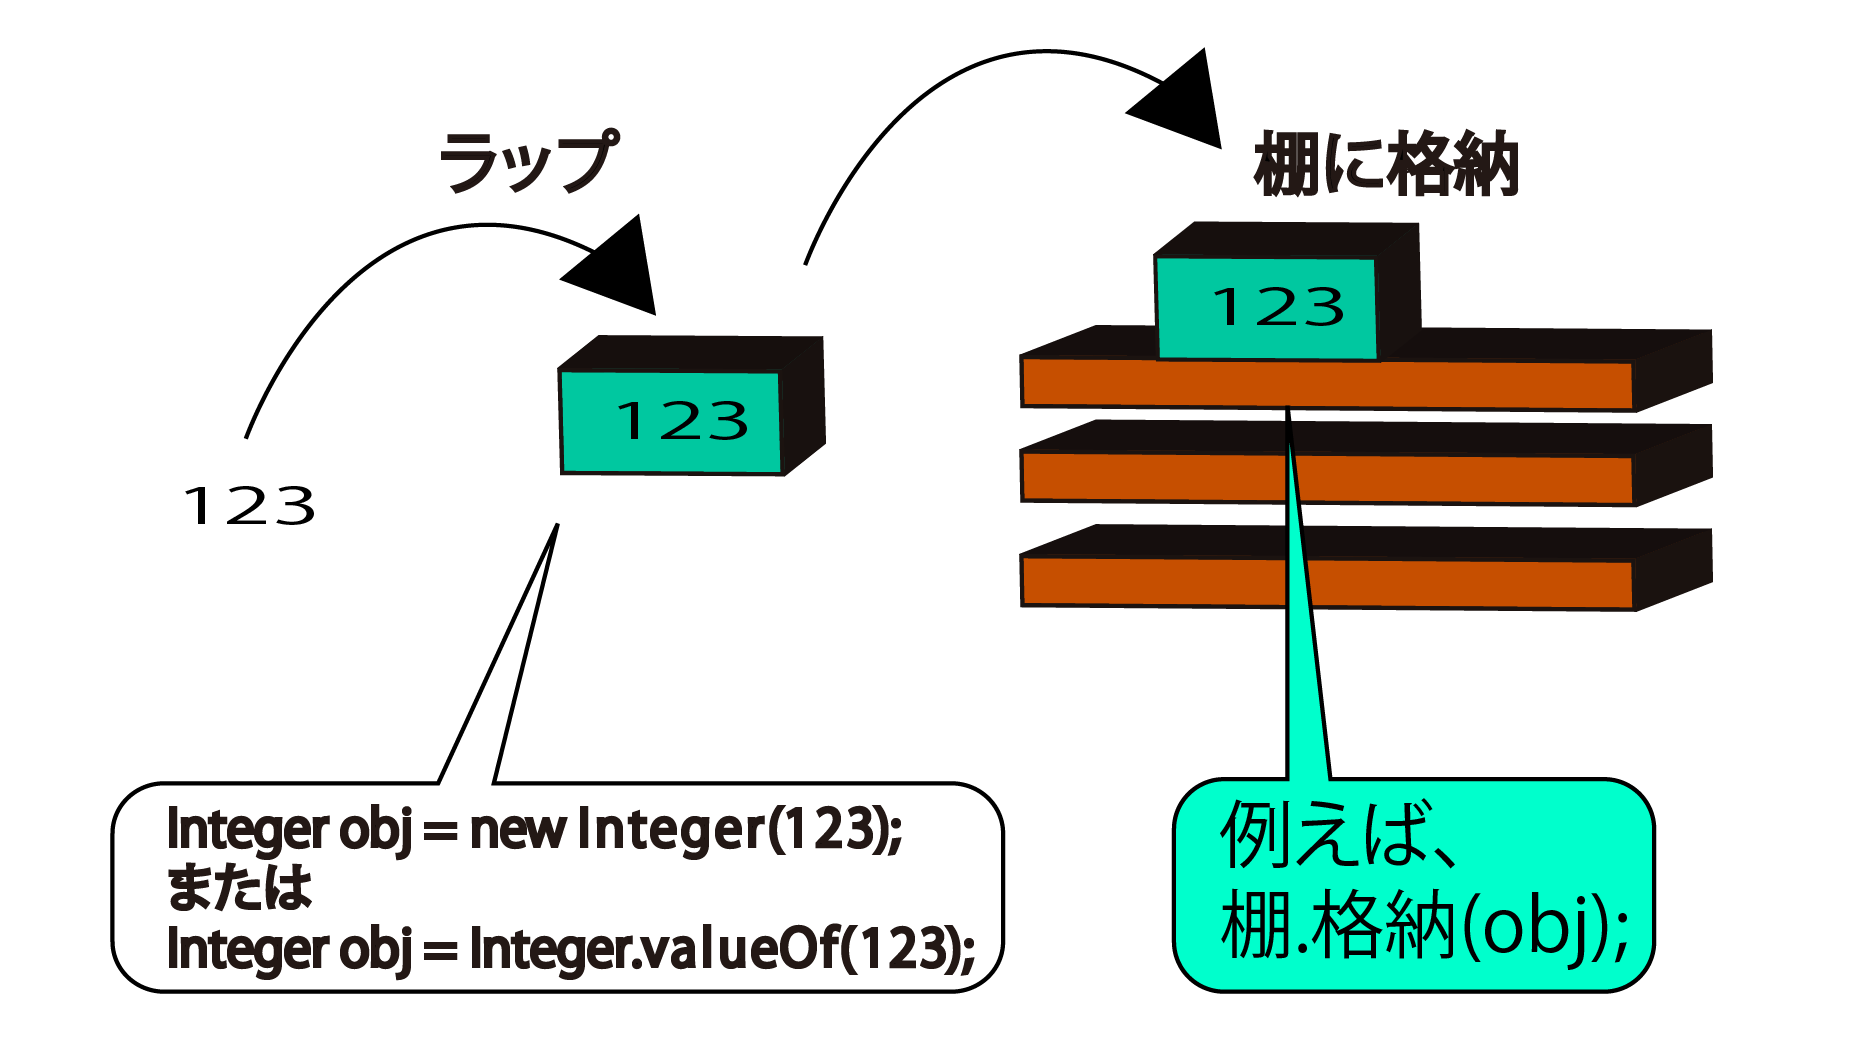 ラップ
棚に格納
123
123
123
Integer obj = new Integer(123);
または
Integer obj = Integer.valueOf(123);
例えば、
棚.格納(obj);